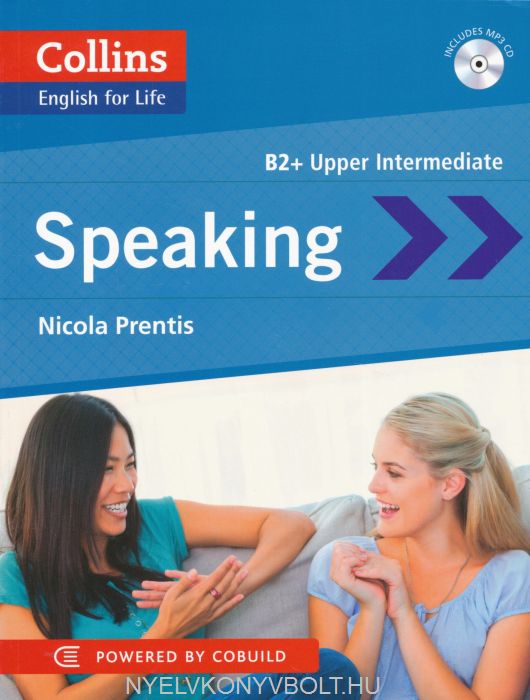 Collins
English for Life
INCLUDES MP3 CD
B2+ Upper Intermediate
Speaking
Nicola Prentis
POWERED BY COBUILD
NYELVKONYVBOLT.HU